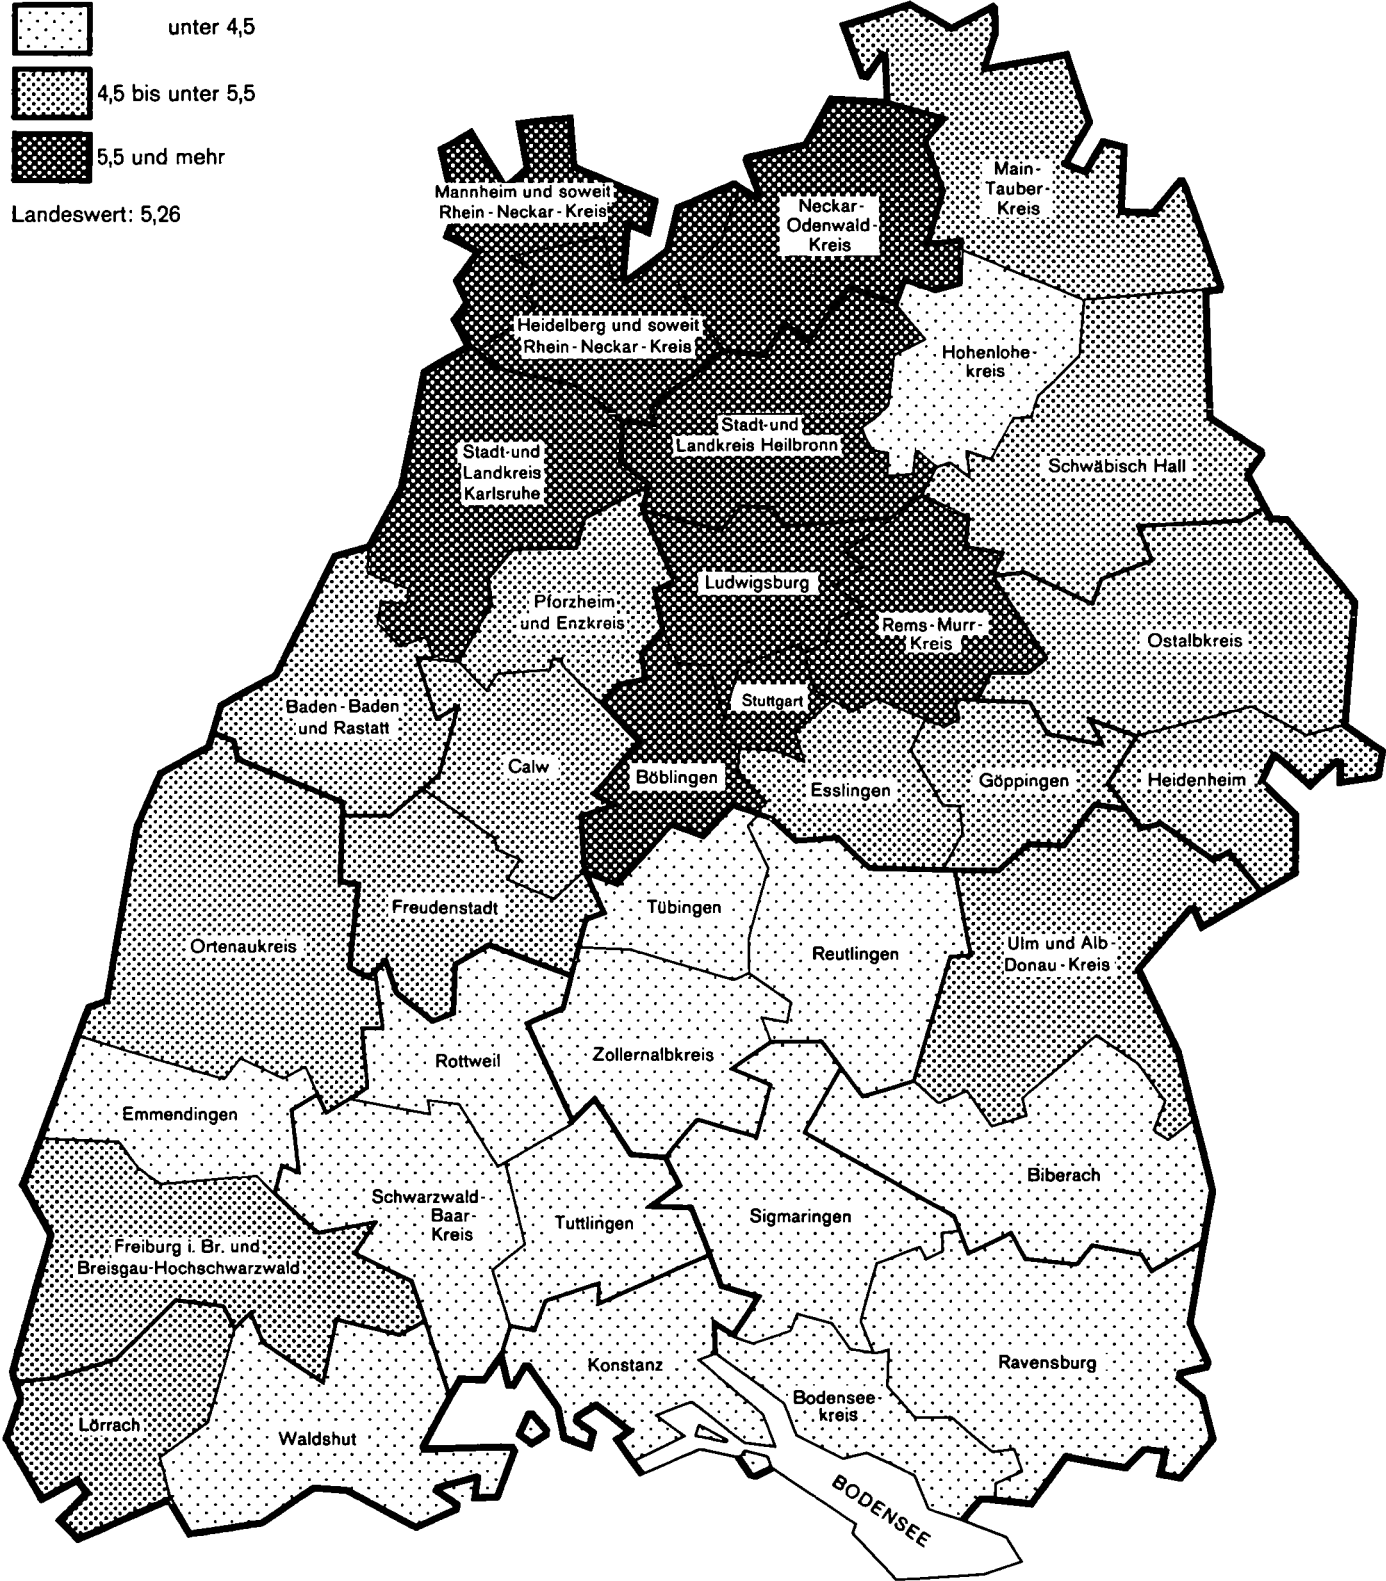 unter 4,5
4,5 bis unter 5,5
5,5 und mehr
Landeswert: 5,26
Main-
Tauber-
Kreis
Mannheim und soweit
Rhein-Neckar-Kreis
Neckar-
Odenwald-
Kreis
Heidelberg und soweit
Rhein-Neckar-Kreis
Hohenlohe-
kreis
Stadt-und
Landkreis Heilbronn
Stadt-und
Landkreis
Karlsruhe
Schwäbisch Hall
Ludwigsburg
Pforzheim
und Enzkreis
Rems-Murr-
Kreis
Ostalbkreis
Stuttgart
Baden-Baden
und Rastatt
Calw
Böblingen
Esslingen
Göppingen
Heidenheim
Freudenstadt
Tübingen
Ortenaukreis
Reutlingen
Ulm und Alb-
Donau-Kreis
Rottweil
Zollernalbkreis
Emmendingen
Biberach
Schwarzwald-
Baar-
Kreis
Tuttlingen
Sigmaringen
Freiburg i. Br. und
Breisgau-Hochschwarzwald
Konstanz
Ravensburg
Bodensee-
kreis
Lörrach
Waldshut
BODENSEE